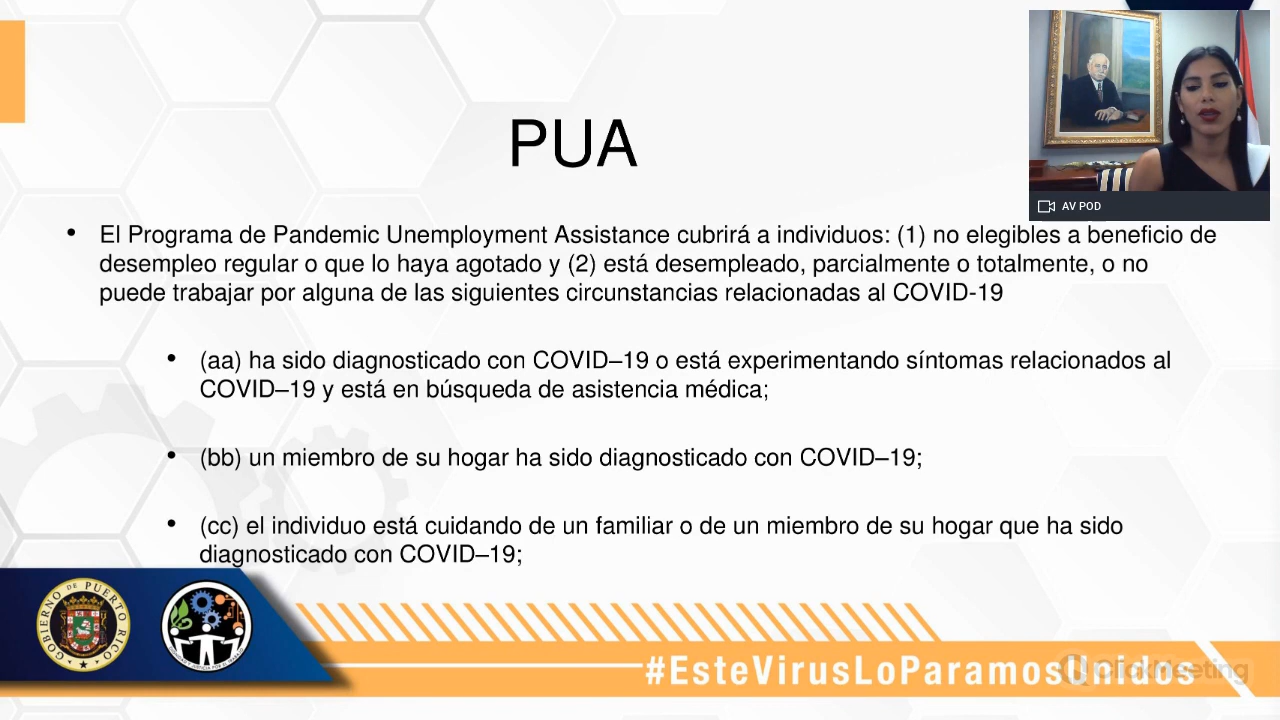 AV POD
PUA
• El Programa de Pandemic Unemployment Assistance cubrirá a individuos: (1) no elegibles a beneficio de
desempleo regular o que lo haya agotado y (2) está desempleado, parcialmente o totalmente, o no
puede trabajar por alguna de las siguientes circunstancias relacionadas al COVID-19
• (aa) ha sido diagnosticado con COVID–19 o está experimentando síntomas relacionados al
COVID–19 y está en búsqueda de asistencia médica;
• (bb) un miembro de su hogar ha sido diagnosticado con COVID–19;
• (cc) el individuo está cuidando de un familiar o de un miembro de su hogar que ha sido
diagnosticado con COVID–19;
GOBIERNO DE PUERTO RICO
#EsteVirusLoParamosUnidos
ClickMeeting